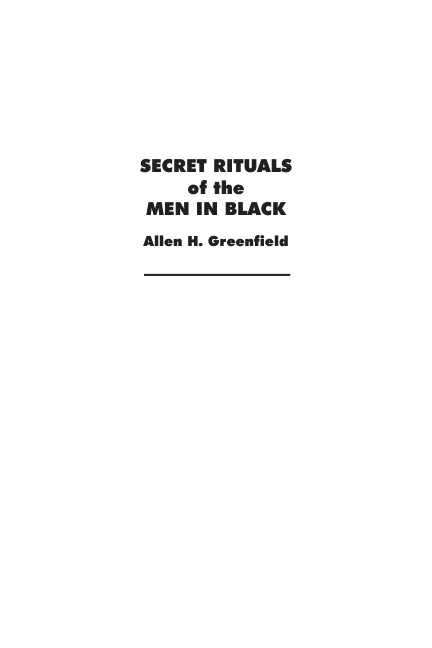 SECRET RITUALS
of the
MEN IN BLACK
Allen H. Greenfield